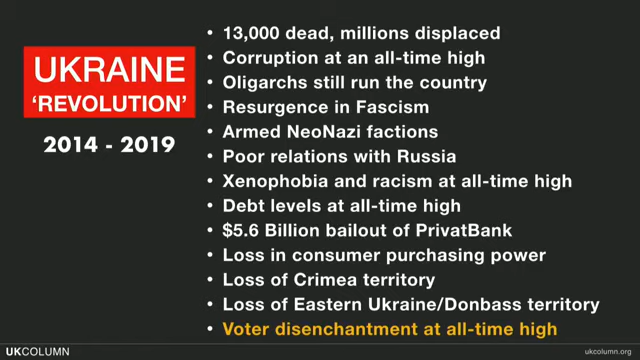 UKRAINE
'REVOLUTION'
2014 - 2019
• 13,000 dead, millions displaced
• Corruption at an all-time high
• Oligarchs still run the country
• Resurgence in Fascism
• Armed NeoNazi factions
• Poor relations with Russia
• Xenophobia and racism at all-time high
• Debt levels at all-time high
• $5.6 Billion bailout of PrivatBank
• Loss in consumer purchasing power
• Loss of Crimea territory
• Loss of Eastern Ukraine/Donbass territory
• Voter disenchantment at all-time high
UKCOLUMN
ukcolumn.org